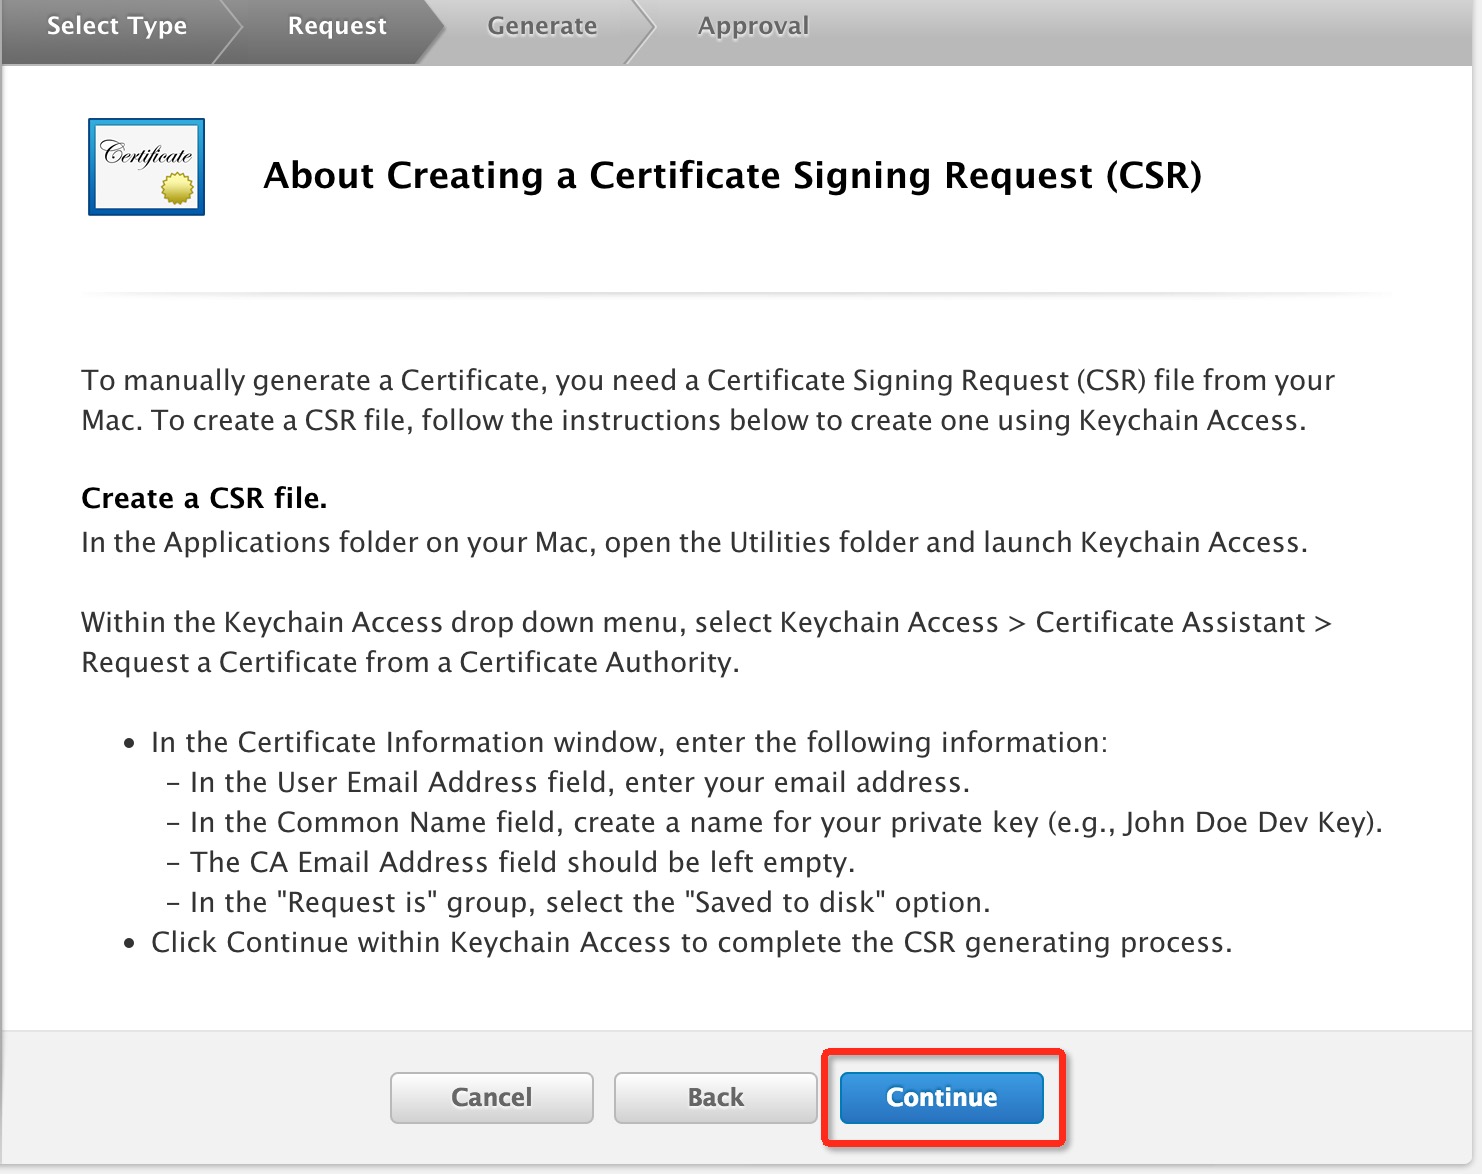 Select Type
Request
Generate
Approval
Certificate
About Creating a Certificate Signing Request (CSR)
To manually generate a Certificate, you need a Certificate Signing Request (CSR) file from your
Mac. To create a CSR file, follow the instructions below to create one using Keychain Access.
Create a CSR file.
In the Applications folder on your Mac, open the Utilities folder and launch Keychain Access.
Within the Keychain Access drop down menu, select Keychain Access > Certificate Assistant >
Request a Certificate from a Certificate Authority.
• In the Certificate Information window, enter the following information:
– In the User Email Address field, enter your email address.
– In the Common Name field, create a name for your private key (e.g., John Doe Dev Key).
– The CA Email Address field should be left empty.
– In the "Request is" group, select the "Saved to disk" option.
• Click Continue within Keychain Access to complete the CSR generating process.
Cancel
Back
Continue